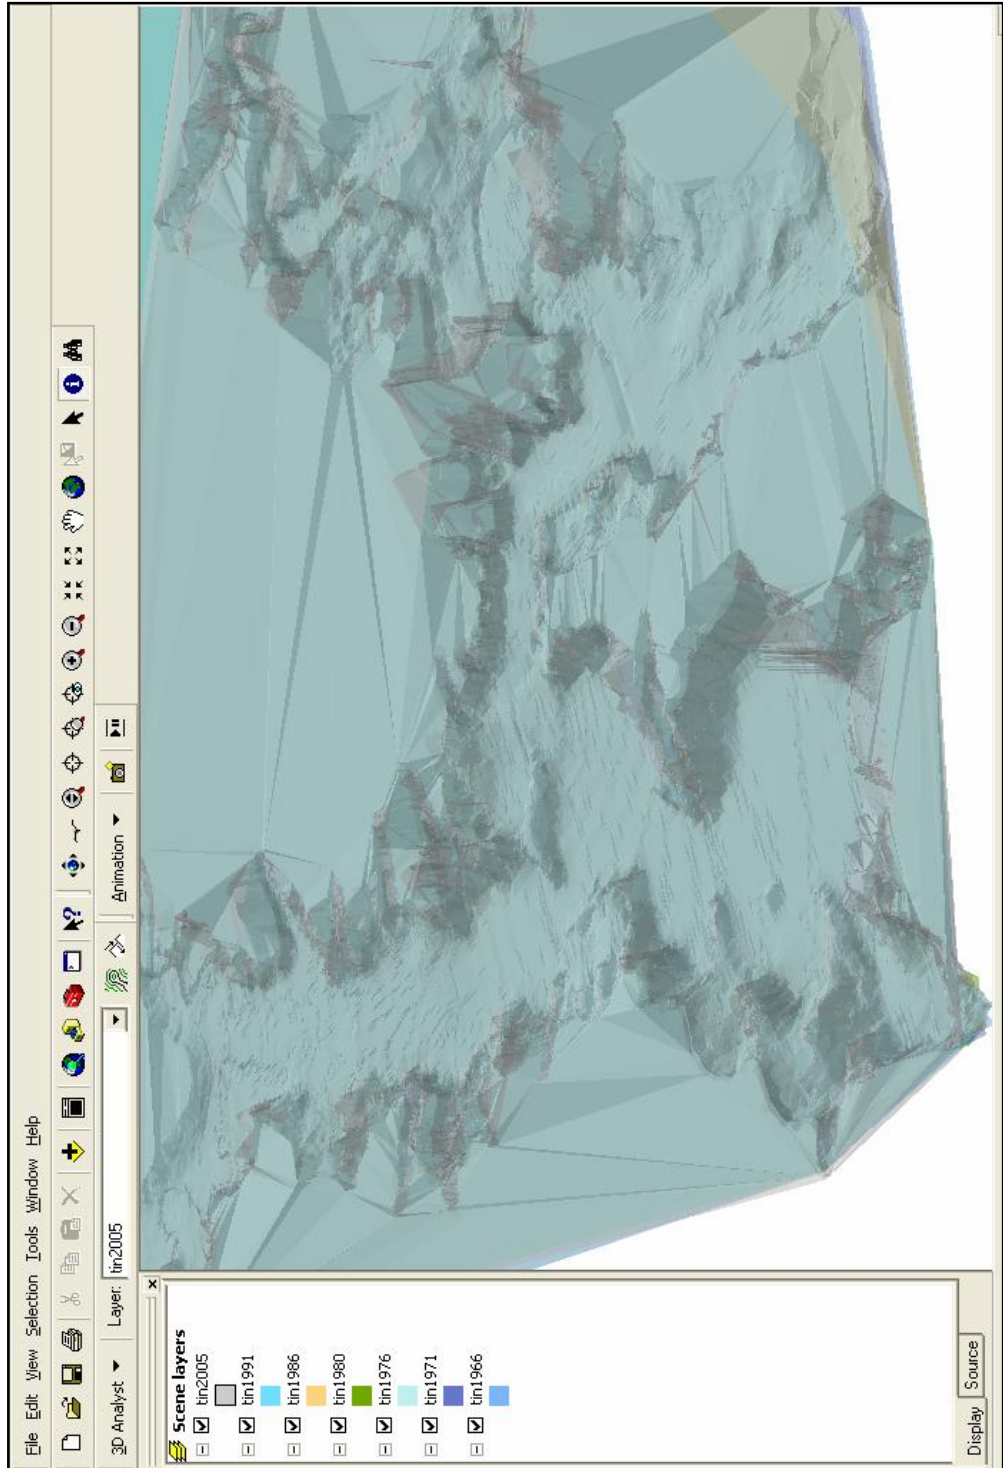 File Edit View Selection Tools Window Help
3D Analyst Layer: tin2005 Animation
Scene layers
tin2005
tin1991
tin1986
tin1980
tin1976
tin1971
tin1966
Display Source